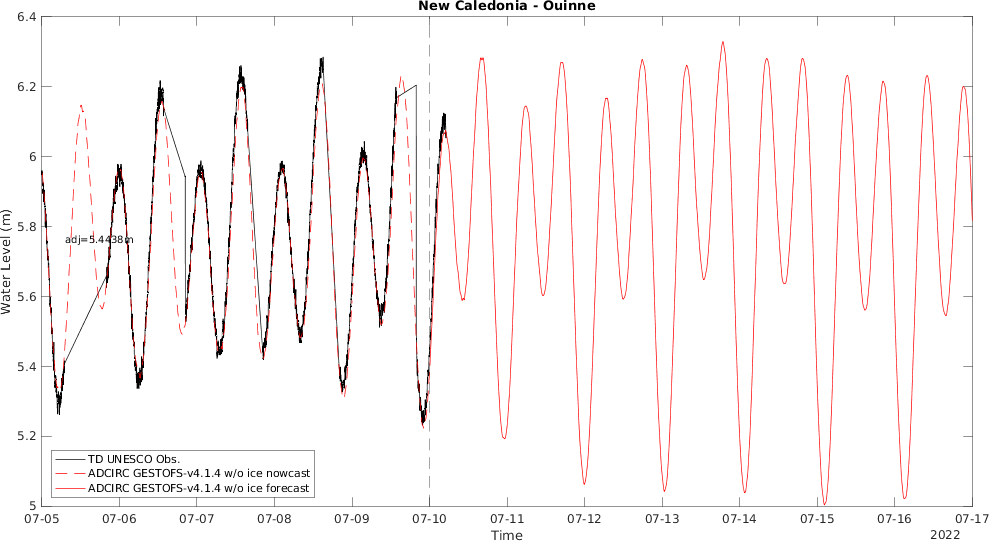 New Caledonia - Ouinne
6.4
6.2
6
5.8
5.6
5.4
5.2
5
Water Level (m)
adj=5.4438m
TD UNESCO Obs.
ADCIRC GESTOFS-v4.1.4 w/o ice nowcast
ADCIRC GESTOFS-v4.1.4 w/o ice forecast
07-05 07-06 07-07 07-08 07-09 07-10 07-11 07-12 07-13 07-14 07-15 07-16 07-17
Time
2022